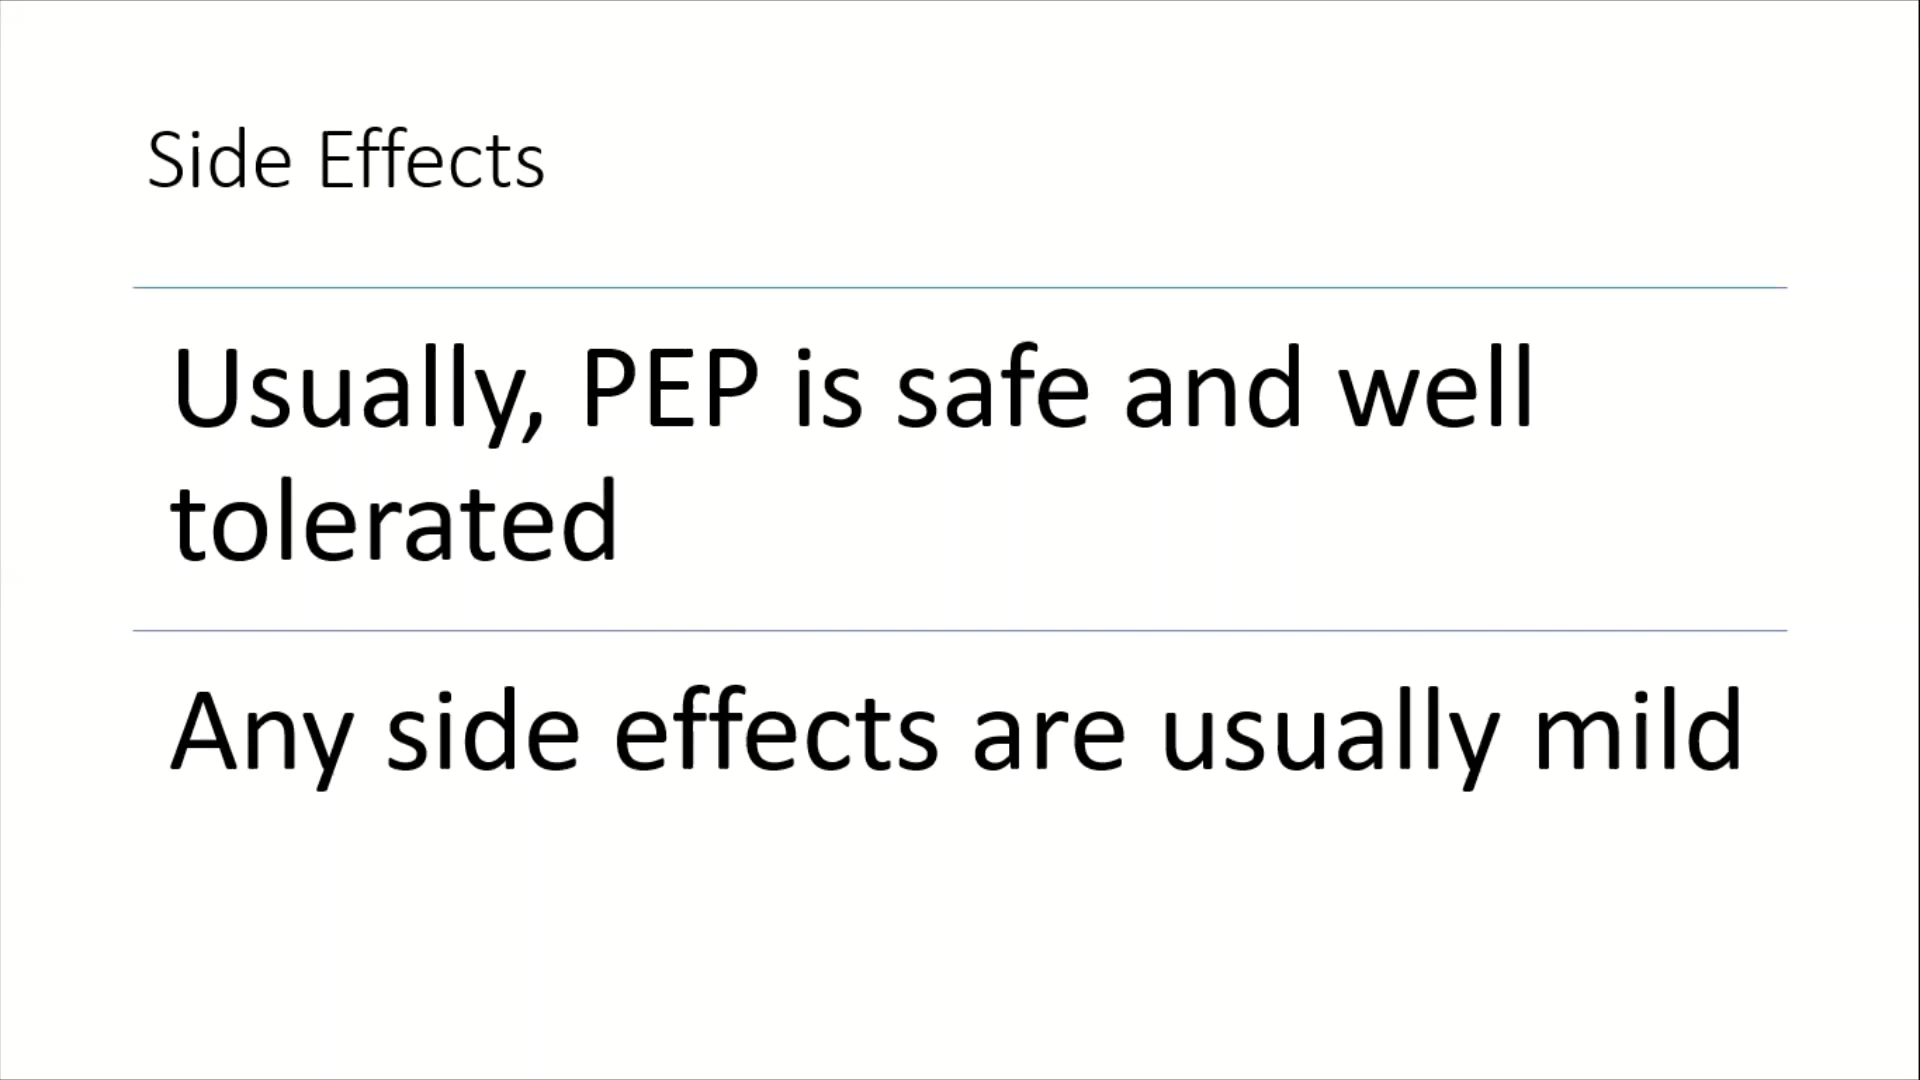 Side Effects
Usually, PEP is safe and well
tolerated
Any side effects are usually mild